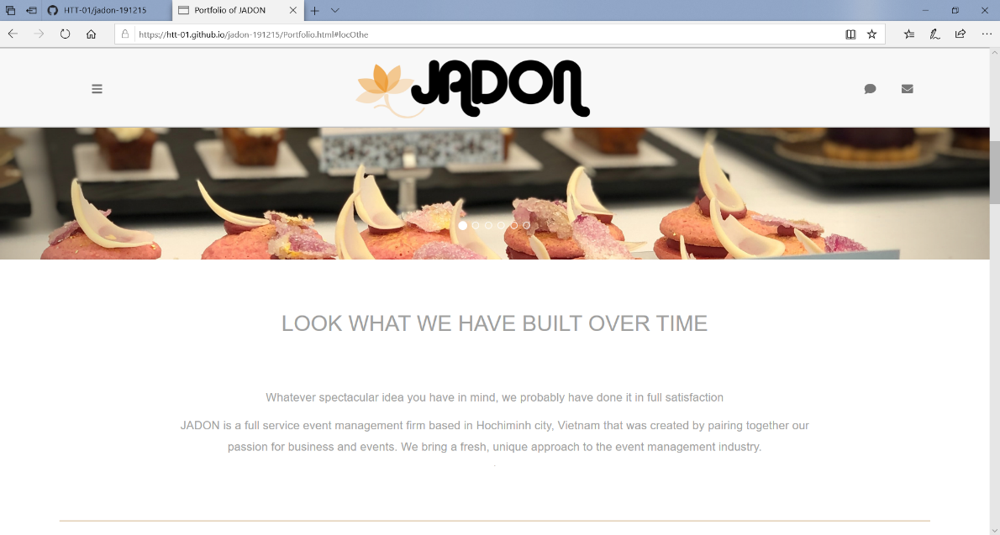 HTT-01/jadon-191215
Portfolio of JADON
https://htt-01.github.io/jadon-191215/Portfolio.html#locOthe
JADON
LOOK WHAT WE HAVE BUILT OVER TIME
Whatever spectacular idea you have in mind, we probably have done it in full satisfaction
JADON is a full service event management firm based in Hochiminh city, Vietnam that was created by pairing together our
passion for business and events. We bring a fresh, unique approach to the event management industry.
.